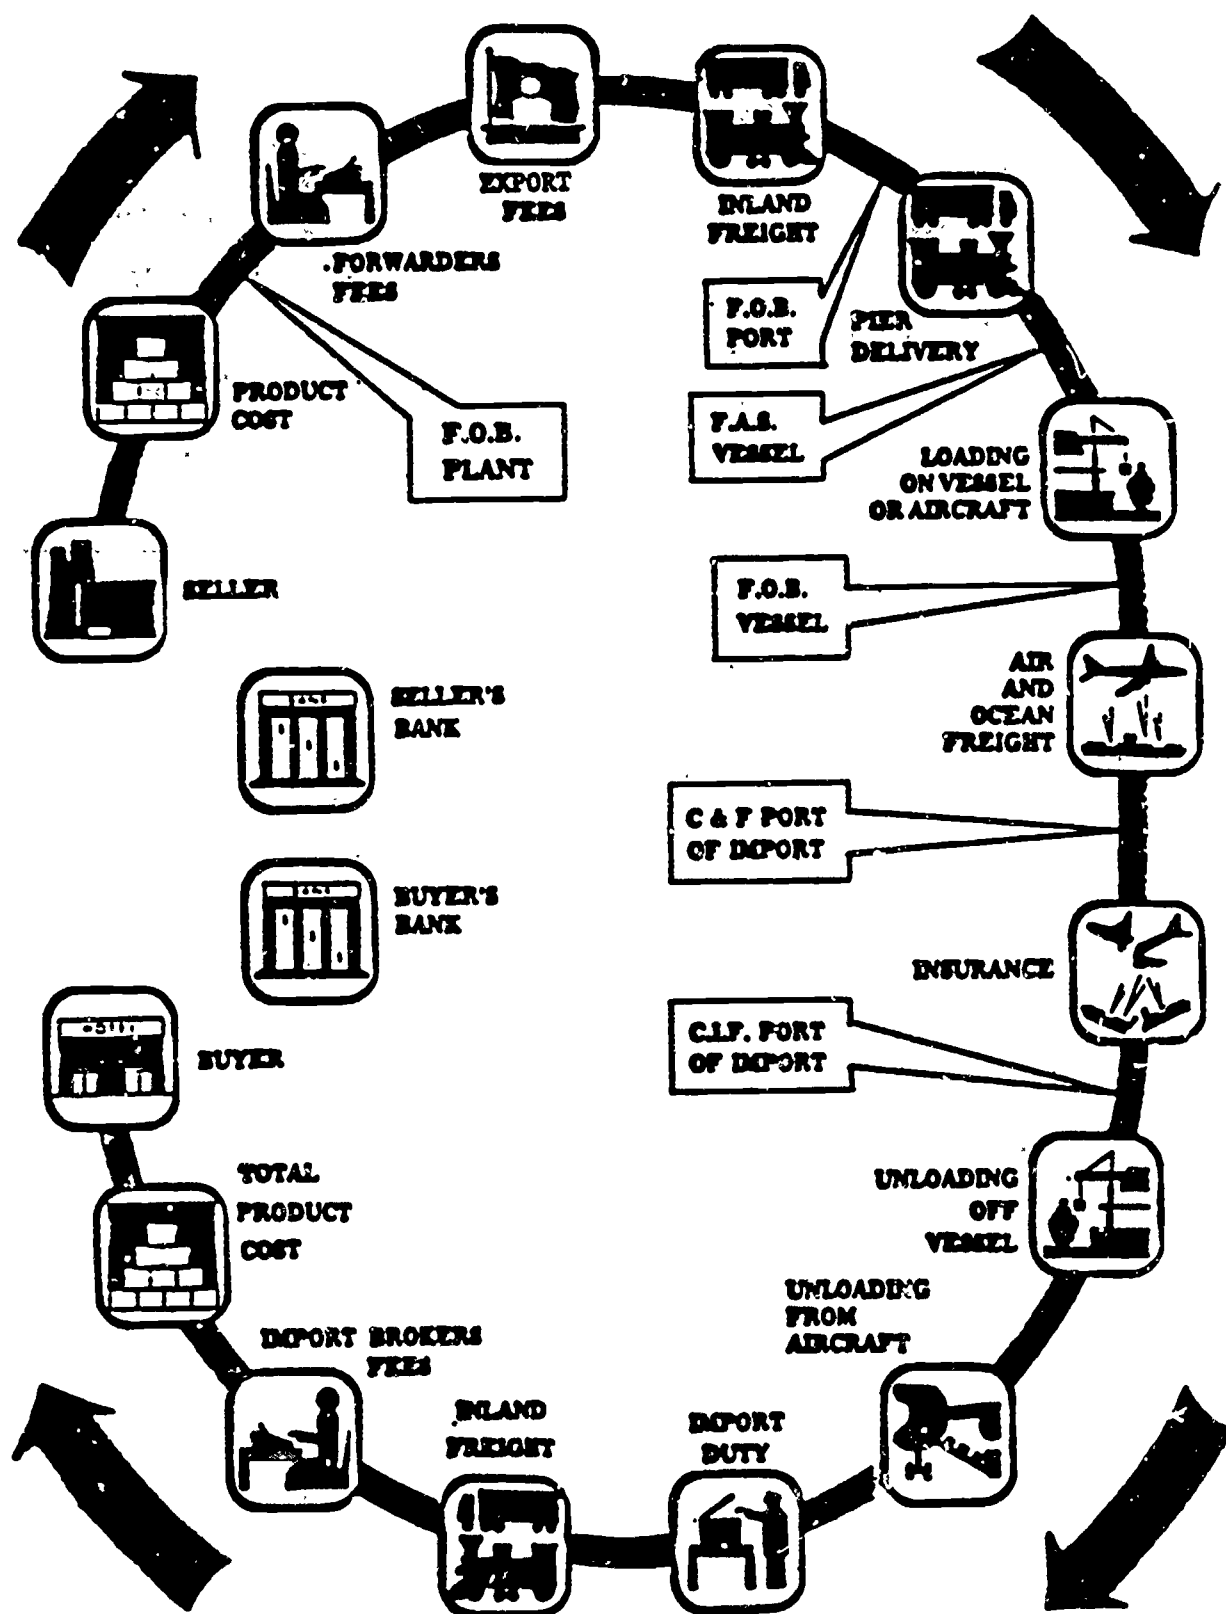 EXPORT
FEES
INLAND
FREIGHT
.FORWARDERS
FEES
F.O.B.
PORT
PIER
DELIVERY
PRODUCT
COST
F.O.B.
PLANT
F.A.S.
VESSEL
LOADING
ON VESSEL
OR AIRCRAFT
SELLER
F.O.B.
VESSEL
AIR
AND
OCEAN
FREIGHT
SELLER'S
BANK
C & F PORT
OF IMPORT
BUYER'S
BANK
INSURANCE
C.I.F. PORT
OF IMPORT
BUYER
TOTAL
PRODUCT
COST
UNLOADING
OFF
VESSEL
UNLOADING
FROM
AIRCRAFT
IMPORT BROKERS
FEES
INLAND
FREIGHT
IMPORT
DUTY